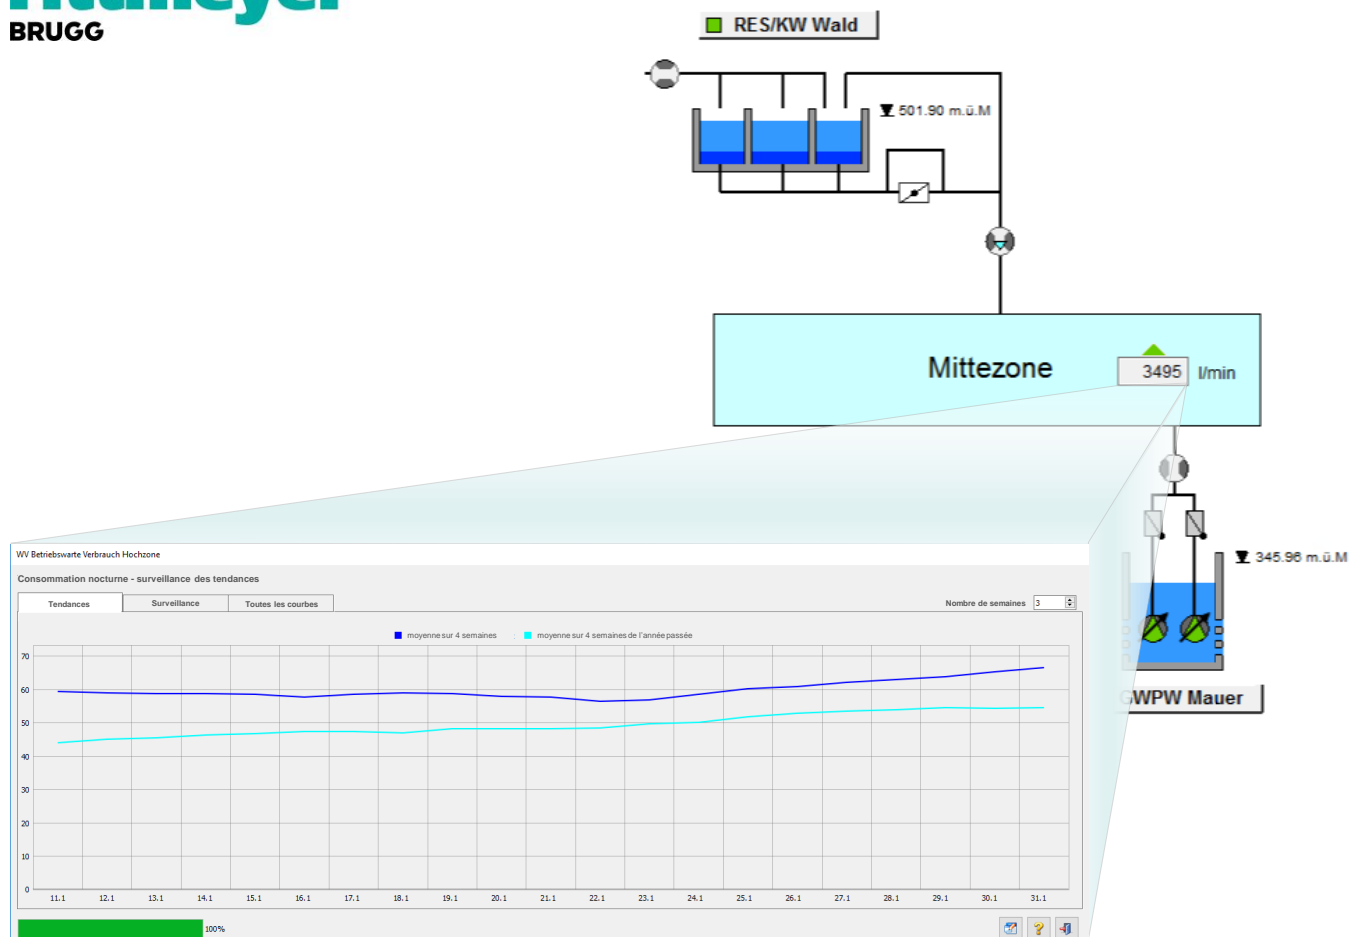 BRUGG
RES/KW Wald
501.90 m.ü.M
Mittezone
3495 l/min
345.96 m.ü.M
WV Betriebswarte Verbrauch Hochzone
Consommation nocturne - surveillance des tendances
Tendances Surveillance Toutes les courbes Nombre de semaines 3
moyenne sur 4 semaines moyenne sur 4 semaines de l'année passée
70
60
50
40
30
20
10
0
11.1 12.1 13.1 14.1 15.1 16.1 17.1 18.1 19.1 20.1 21.1 22.1 23.1 24.1 25.1 26.1 27.1 28.1 29.1 30.1 31.1
WPW Mauer
100%